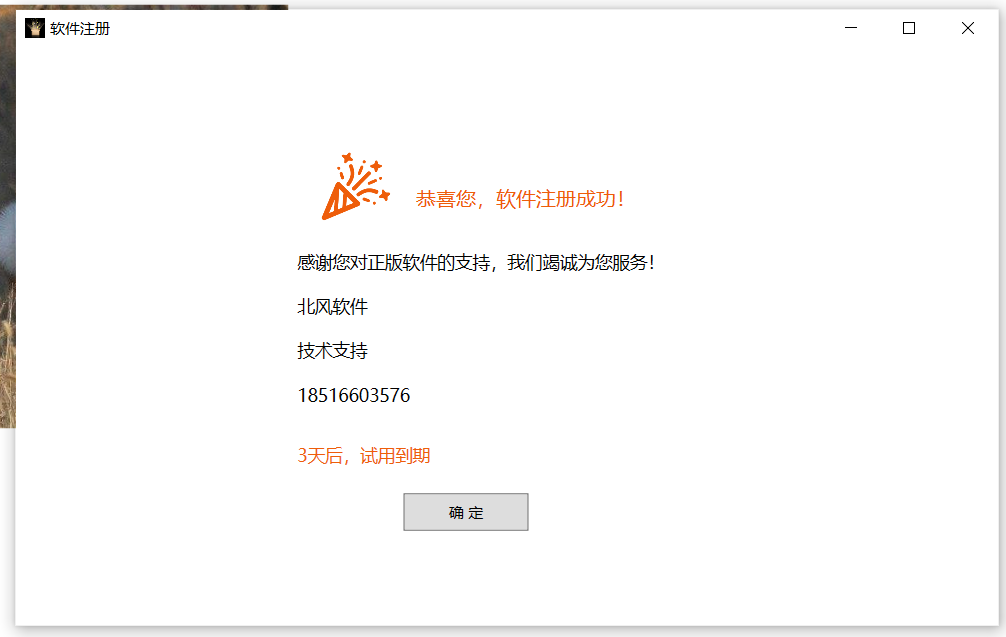 软件注册
恭喜您，软件注册成功！
感谢您对正版软件的支持，我们竭诚为您服务！
北风软件
技术支持
18516603576
3天后，试用到期
确 定